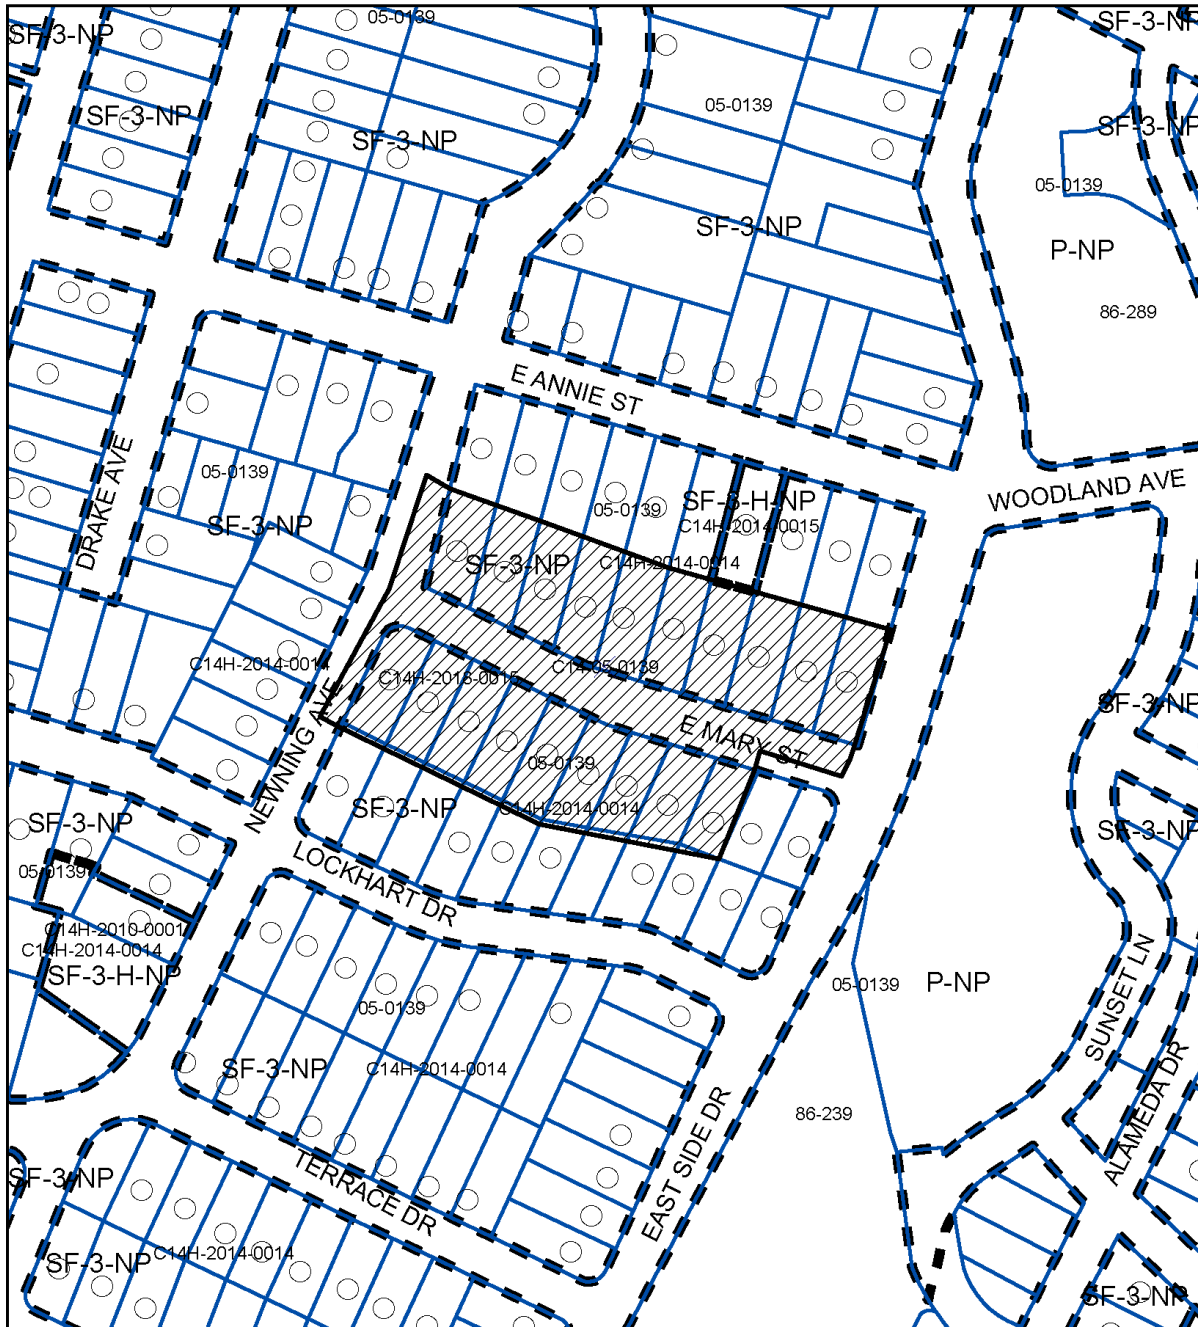 05-0139
SF-3-NP
SF-3-NP
SF-3-NP
05-0139
SF-3-NP
SF-3-NP
05-0139
SF-3-NP
P-NP
86-289
E ANNIE ST
DRAKE AVE
05-0139
SF-3-NP
05-0139
SF-3-H-NP
C14H-2014-0015
WOODLAND AVE
SF-3-NP
C14H-2014-0014
C14H-2014-0014
C14H-2016-0015
C14-05-0139
NEWNING AVE
E MARY ST
SF-3-NP
05-0139
SF-3-NP
C14H-2014-0014
SF-3-NP
SF-3-NP
05-0139
LOCKHART DR
C14H-2010-0001
C14H-2014-0014
SF-3-H-NP
05-0139
P-NP
05-0139
SUNSET LN
SF-3-NP
C14H-2014-0014
86-239
ALAMEDA DR
EAST SIDE DR
TERRACE DR
SF-3-NP
SF-3-NP
C14H-2014-0014
SF-3-NP